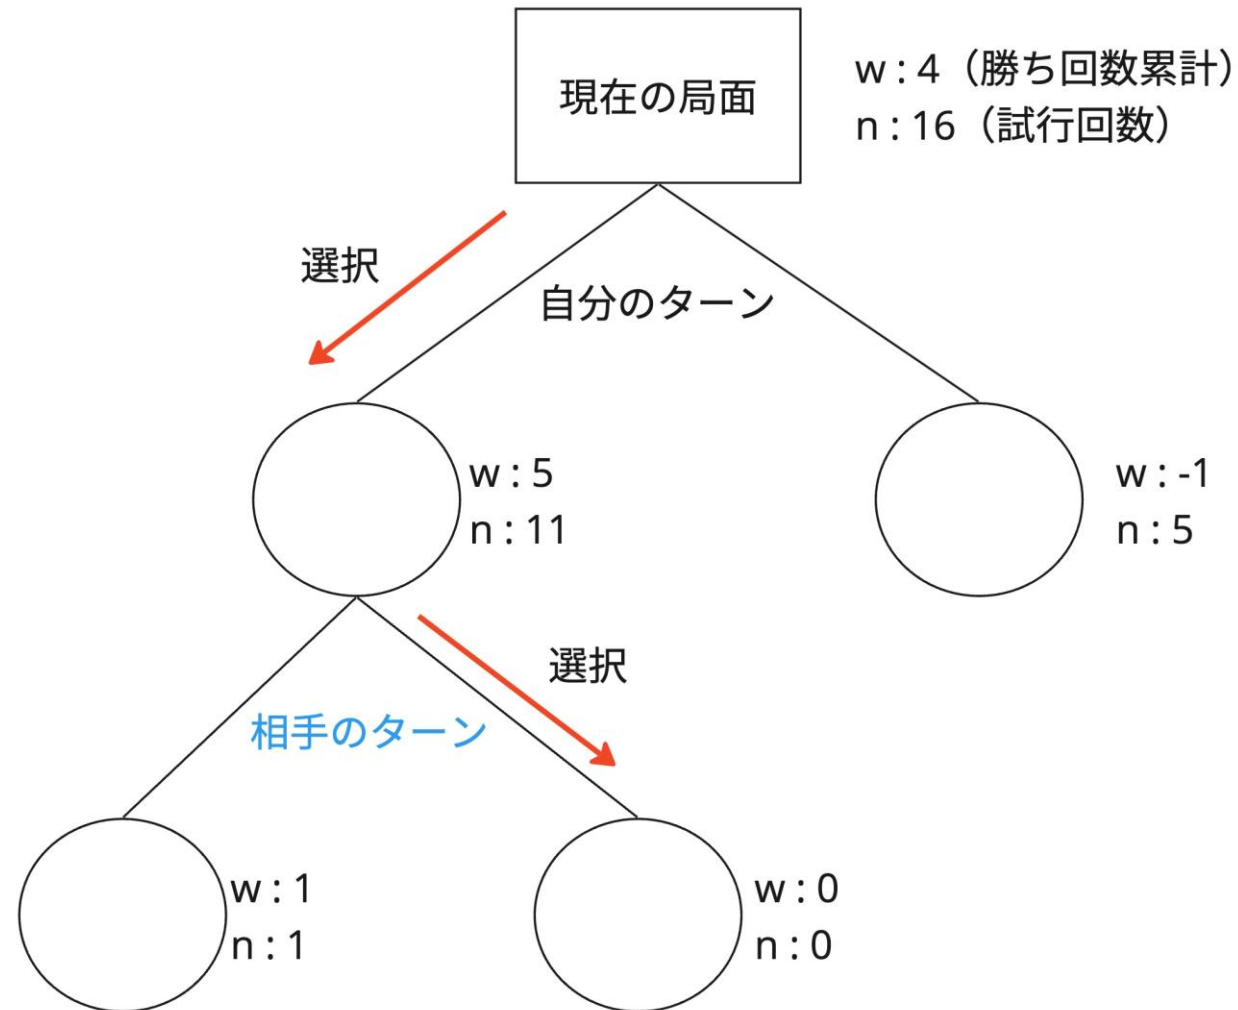 現在の局面
w : 4（勝ち回数累計）
n : 16（試行回数）
選択
自分のターン
w : 5
n : 11
w : -1
n : 5
選択
相手のターン
w : 1
n : 1
w : 0
n : 0